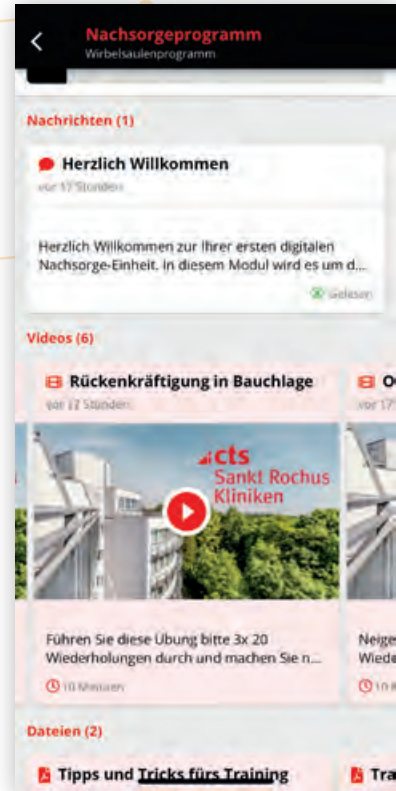 Nachsorgeprogramm
Wirbelsäulenprogramm
Nachrichten (1)
Herzlich Willkommen
vor 17 Stunden
Herzlich Willkommen zur Ihrer ersten digitalen
Nachsorge-Einheit. In diesem Modul wird es um d...
Gelesen
Videos (6)
Rückenkräftigung in Bauchlage
vor 17 Stunden
cts
Sankt Rochus
Kliniken
Führen Sie diese Übung bitte 3x 20
Wiederholungen durch und machen Sie n...
10 Minuten
vor 17
Neige
Wiede
Dateien (2)
Tipps und Tricks fürs Training
Tra